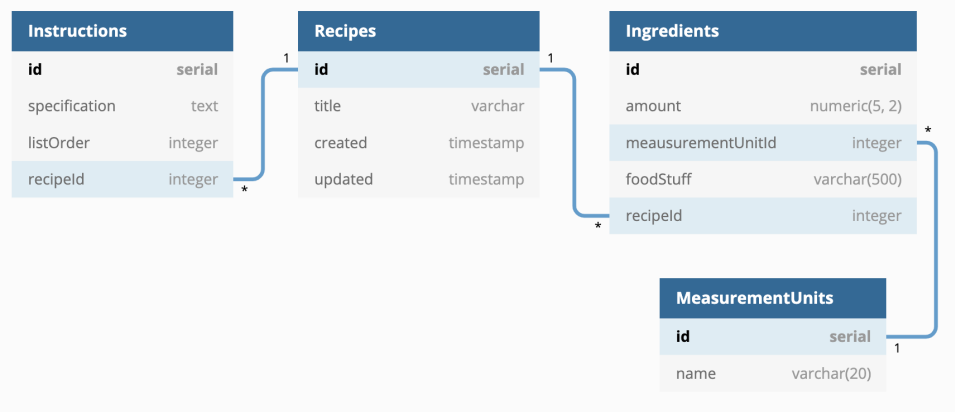 Instructions
id serial
specification text
listOrder integer
recipeId integer
*
1
Recipes
id serial
title varchar
created timestamp
updated timestamp
1
*
Ingredients
id serial
amount numeric(5, 2)
meausurementUnitId integer
foodStuff varchar(500)
recipeId integer
*
MeasurementUnits
id serial
name varchar(20)
1